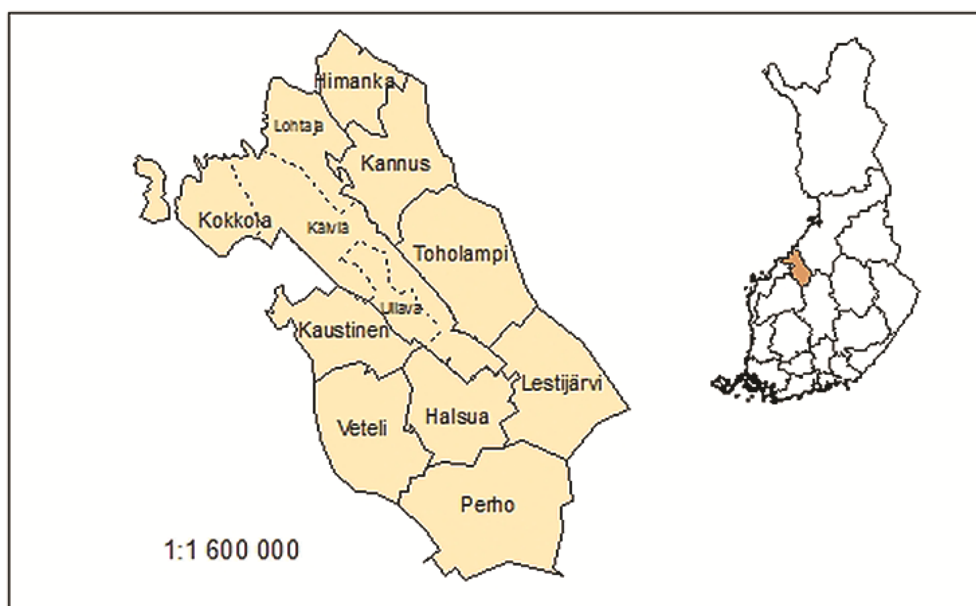 Himanka
Lohtaja
Kannus
Kokkola
Kälviä
Toholampi
Ullava
Kaustinen
Lestijärvi
Halsua
Veteli
Perho
1:1 600 000